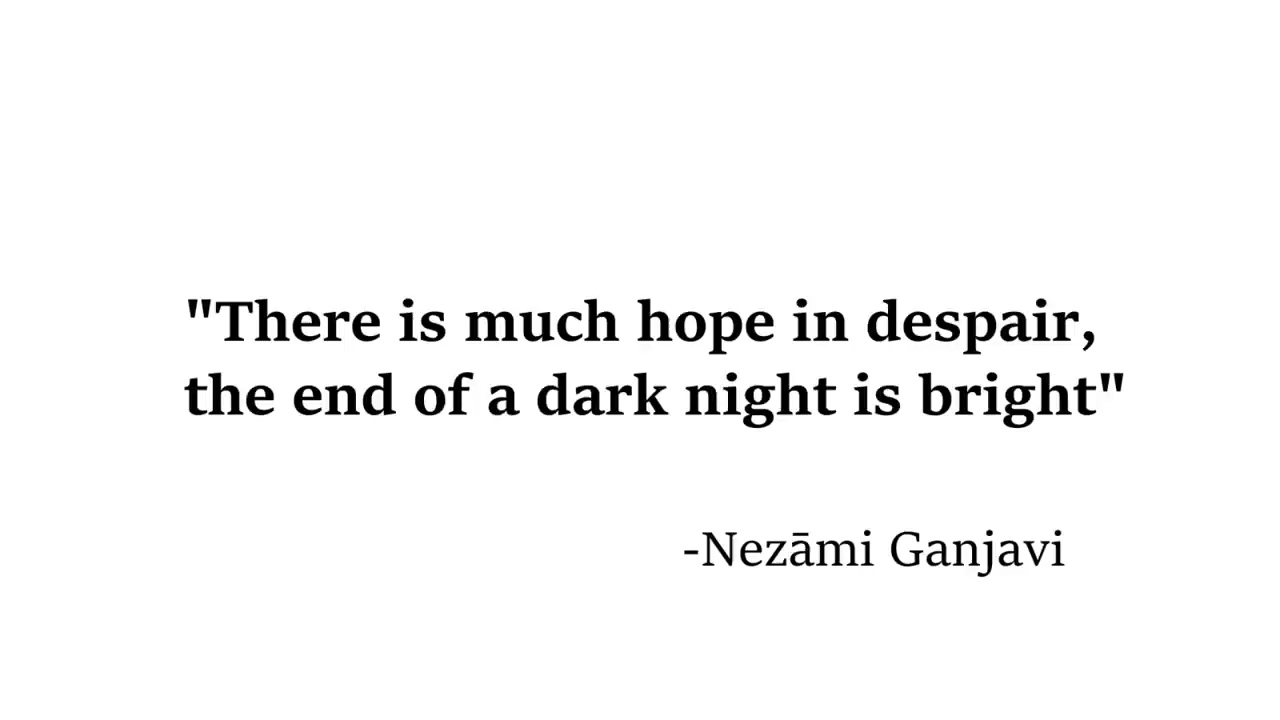 "There is much hope in despair,
the end of a dark night is bright"
-Nezāmi Ganjavi